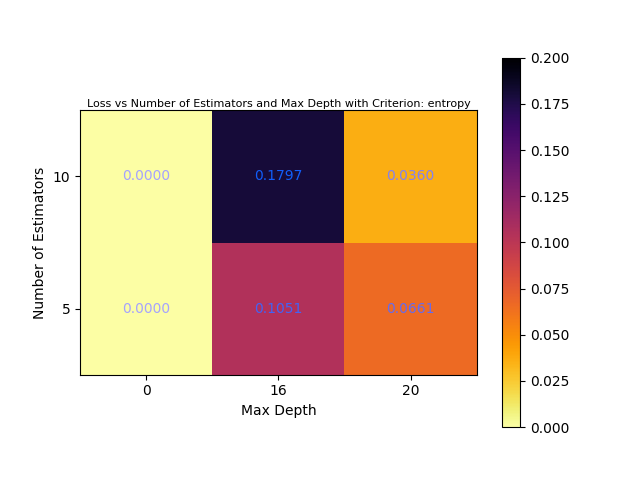 Loss vs Number of Estimators and Max Depth with Criterion: entropy
Number of Estimators
10
5
0.0000 0.1797 0.0360
0.0000 0.1051 0.0661
0 16 20
Max Depth
0.200
0.175
0.150
0.125
0.100
0.075
0.050
0.025
0.000